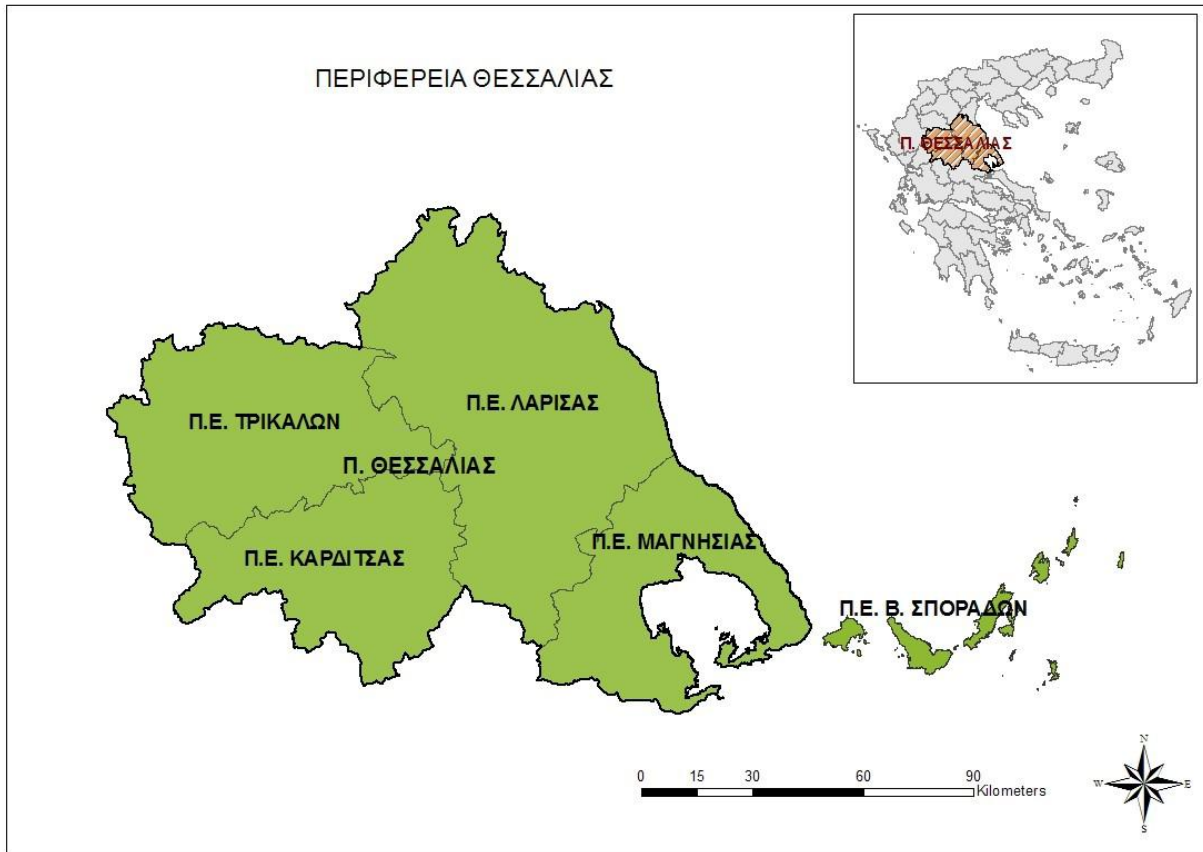 ΠΕΡΙΦΕΡΕΙΑ ΘΕΣΣΑΛΙΑΣ
Π. ΘΕΣΣΑΛΙΑΣ
Π.Ε. ΛΑΡΙΣΑΣ
Π.Ε. ΤΡΙΚΑΛΩΝ
Π. ΘΕΣΣΑΛΙΑΣ
Π.Ε. ΜΑΓΝΗΣΙΑΣ
Π.Ε. ΚΑΡΔΙΤΣΑΣ
Π.Ε. Β. ΣΠΟΡΑΔΩΝ
N
W E
S
0 15 30 60 90
Kilometers